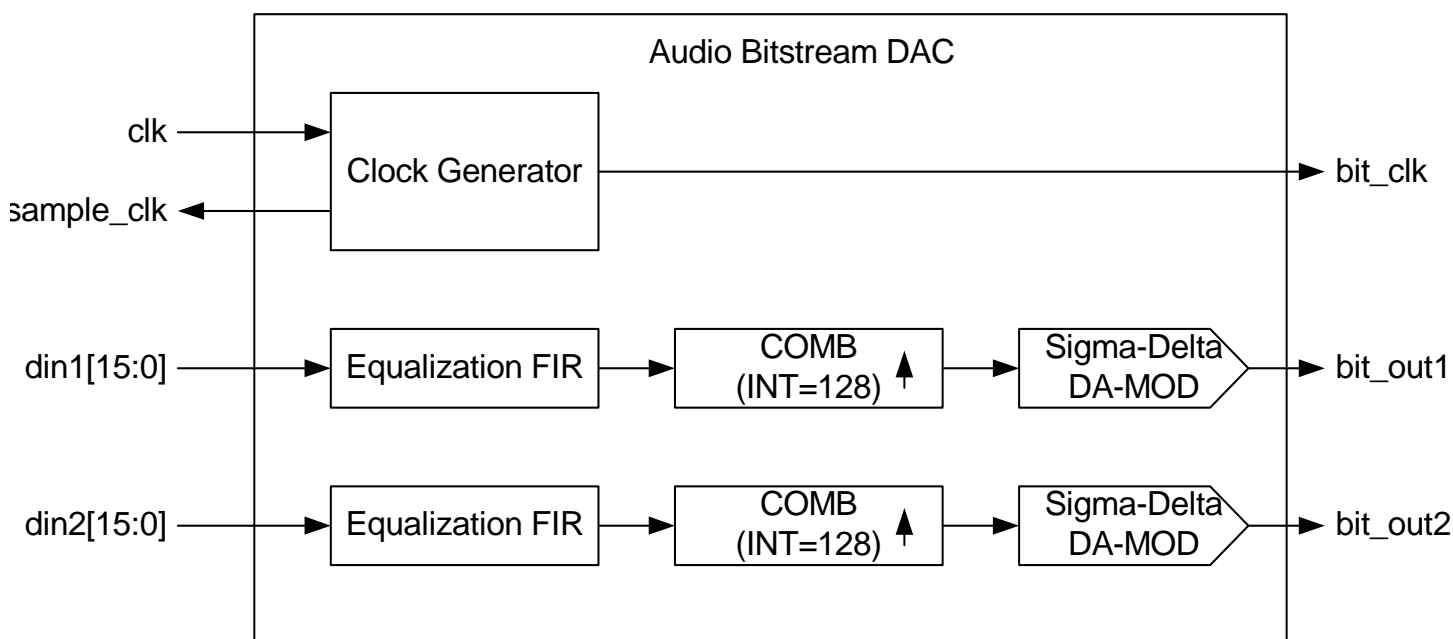 Audio Bitstream DAC
clk
Clock Generator
bit_clk
sample_clk
din1[15:0]
Equalization FIR
COMB
(INT=128)
Sigma-Delta
DA-MOD
bit_out1
din2[15:0]
Equalization FIR
COMB
(INT=128)
Sigma-Delta
DA-MOD
bit_out2